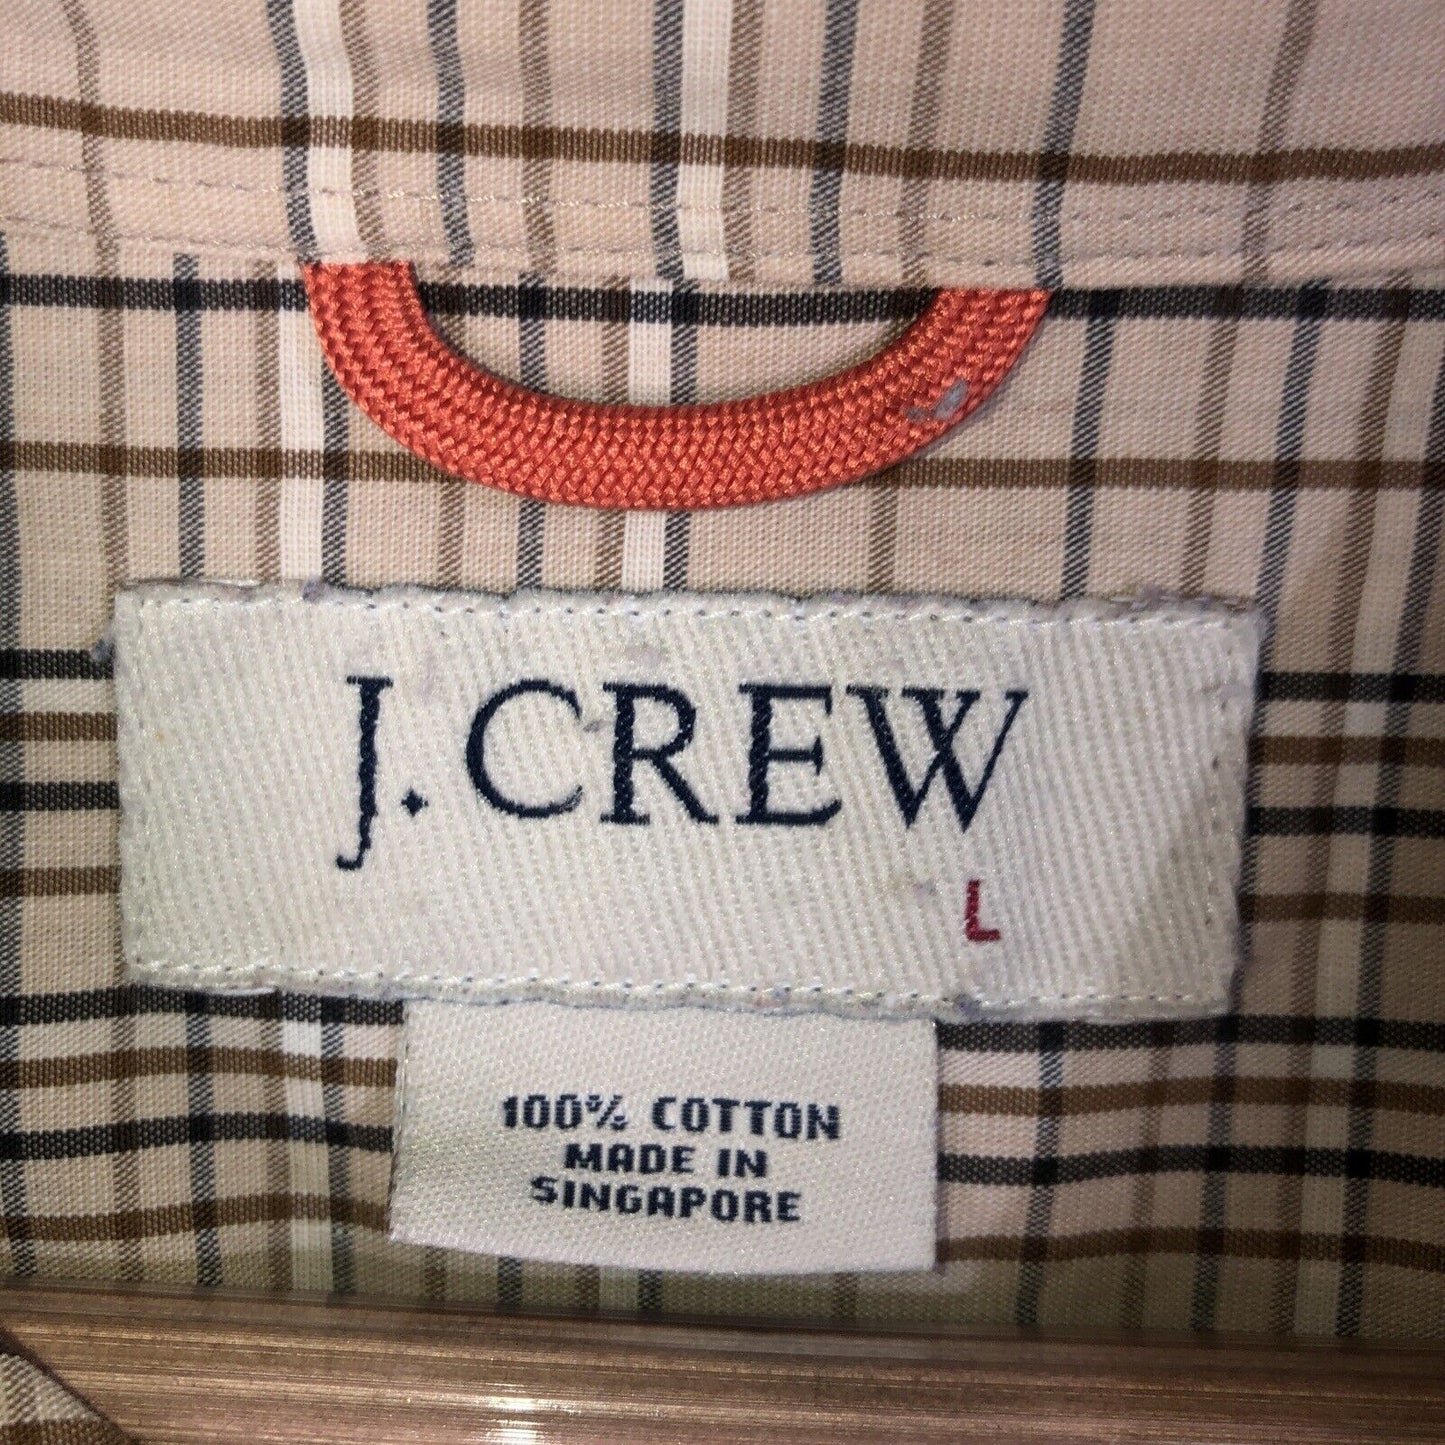 J.CREW
L
100% COTTON
MADE IN
SINGAPORE